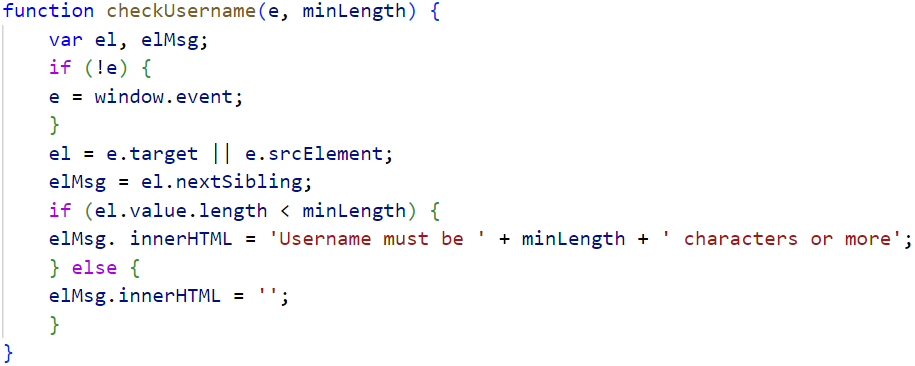 function checkUsername(e, minLength) {
    var el, elMsg;
    if (!e) {
    e = window.event;
    }
    el = e.target || e.srcElement;
    elMsg = el.nextSibling;
    if (el.value.length < minLength) {
    elMsg. innerHTML = 'Username must be ' + minLength + ' characters or more';
    } else {
    elMsg.innerHTML = '';
    }
}